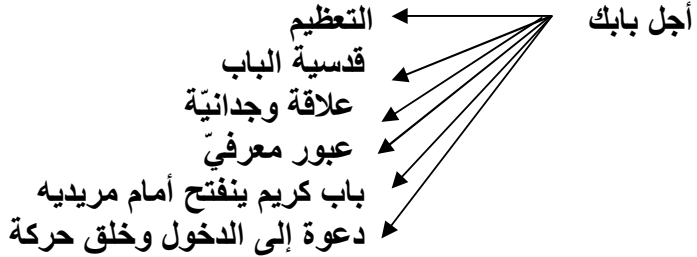 أجل بابك التعظيم
قدسية الباب
علاقة وجدانيّة
عبور معرفيّ
باب كريم ينفتح أمام مريديه
دعوة إلى الدخول وخلق حركة